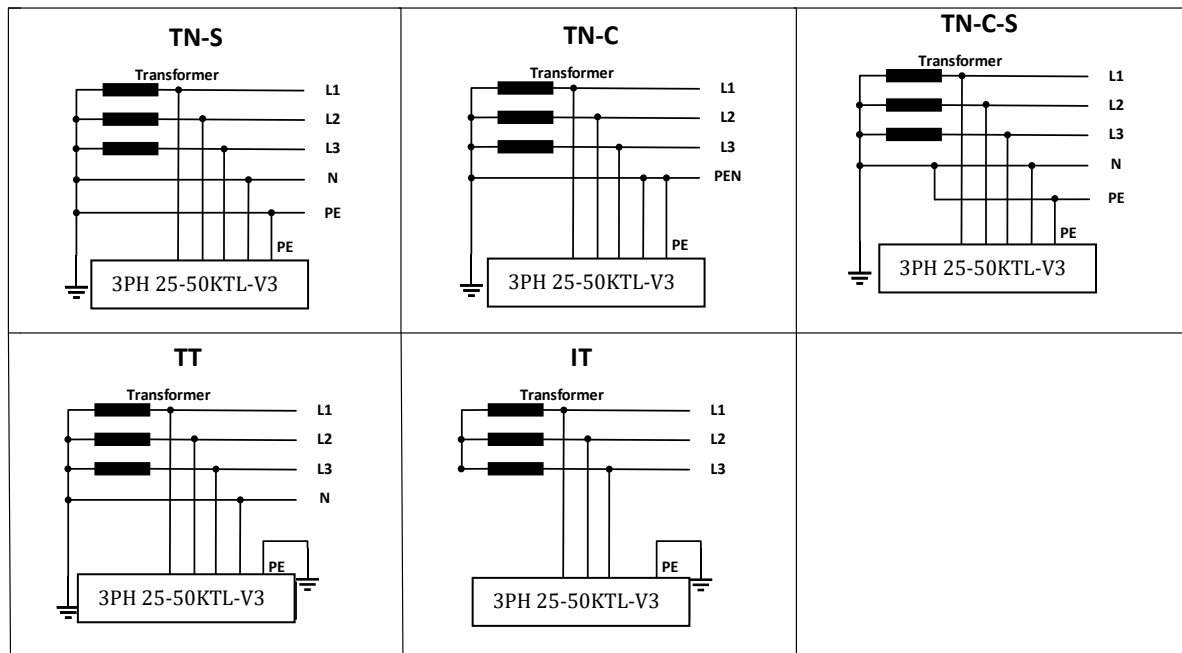 TN-S
Transformer
L1
L2
L3
N
PE
PE
3PH 25-50KTL-V3
TN-C
Transformer
L1
L2
L3
PEN
PE
3PH 25-50KTL-V3
TN-C-S
Transformer
L1
L2
L3
N
PE
PE
3PH 25-50KTL-V3
TT
Transformer
L1
L2
L3
N
PE
3PH 25-50KTL-V3
IT
Transformer
L1
L2
L3
PE
3PH 25-50KTL-V3